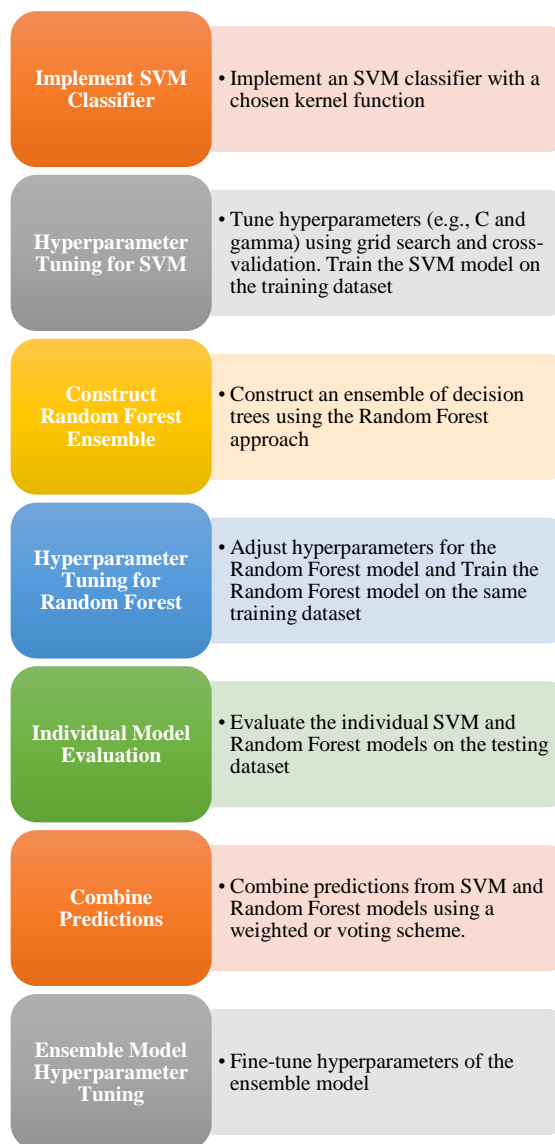 Implement SVM
Classifier
• Implement an SVM classifier with a
chosen kernel function
Hyperparameter
Tuning for SVM
• Tune hyperparameters (e.g., C and
gamma) using grid search and cross-
validation. Train the SVM model on
the training dataset
Construct
Random Forest
Ensemble
• Construct an ensemble of decision
trees using the Random Forest
approach
Hyperparameter
Tuning for
Random Forest
• Adjust hyperparameters for the
Random Forest model and Train the
Random Forest model on the same
training dataset
Individual Model
Evaluation
• Evaluate the individual SVM and
Random Forest models on the testing
dataset
Combine
Predictions
• Combine predictions from SVM and
Random Forest models using a
weighted or voting scheme.
Ensemble Model
Hyperparameter
Tuning
• Fine-tune hyperparameters of the
ensemble model